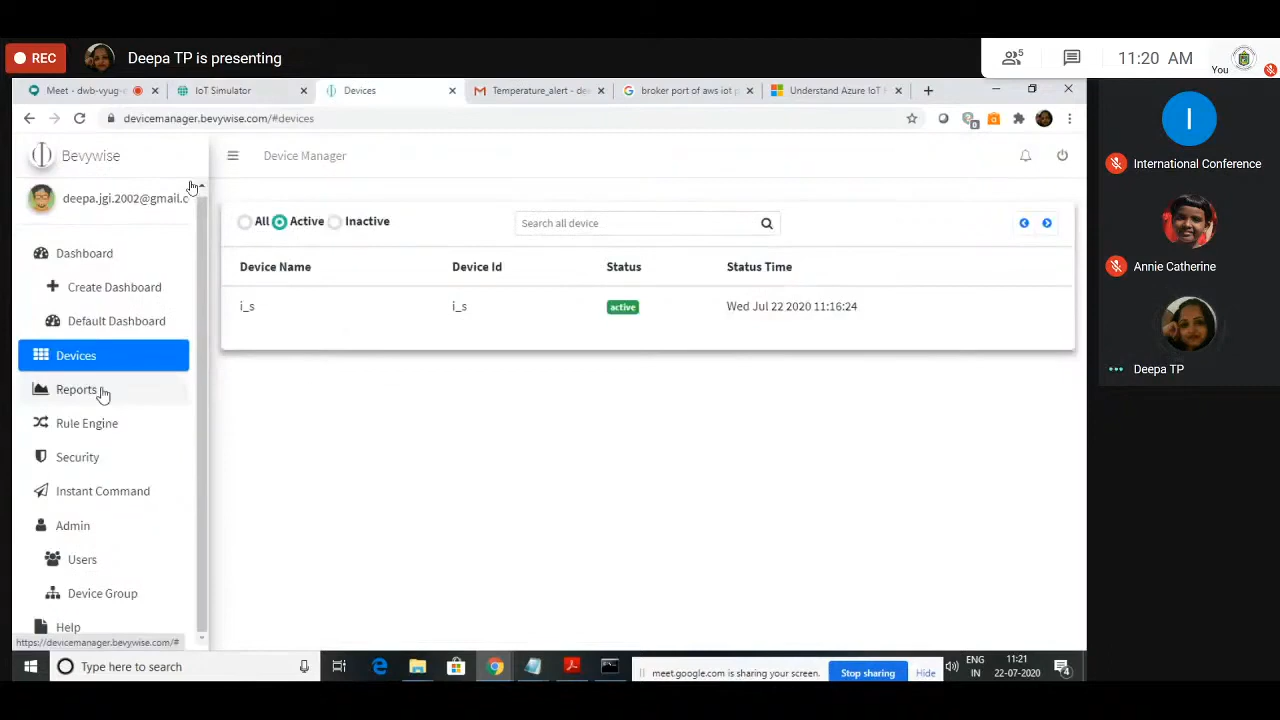 REC
Deepa TP is presenting
5
11:20 AM
You
Meet - dwb-vyug-
IoT Simulator
Devices
Temperature_alert - de
broker port of aws iot p
Understand Azure IoT
devicemanager.bevywise.com/#devices
Bevywise
Device Manager
deepa.jgi.2002@gmail.c
All Active Inactive
Search all device
Device Name Device Id Status Status Time
i_s i_s active Wed Jul 22 2020 11:16:24
Dashboard
Create Dashboard
Default Dashboard
Devices
Reports
Rule Engine
Security
Instant Command
Admin
Users
Device Group
Help
https://devicemanager.bevywise.com/#
I
International Conference
Annie Catherine
Deepa TP
Type here to search
meet.google.com is sharing your screen.
Stop sharing
Hide
ENG
IN
11:21
22-07-2020
4